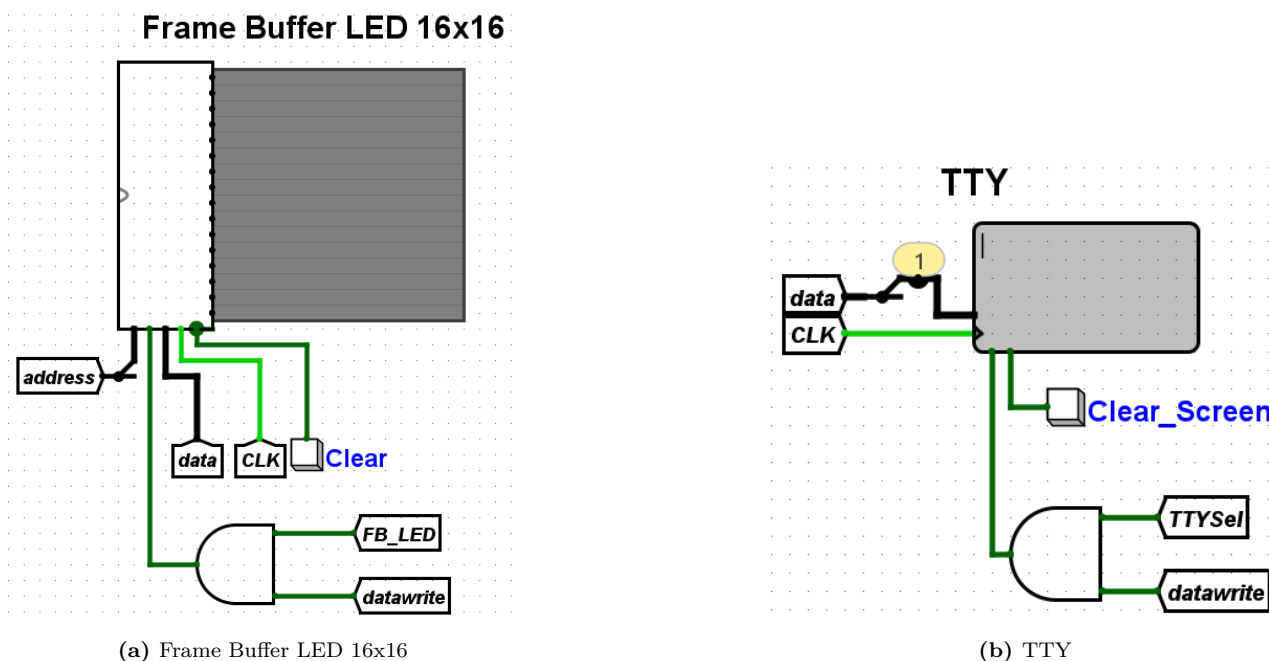 Frame Buffer LED 16x16
address
data
CLK
Clear
FB_LED
datawrite
(a) Frame Buffer LED 16x16
TTY
1
data
CLK
Clear_Screen
TTYSel
datawrite
(b) TTY